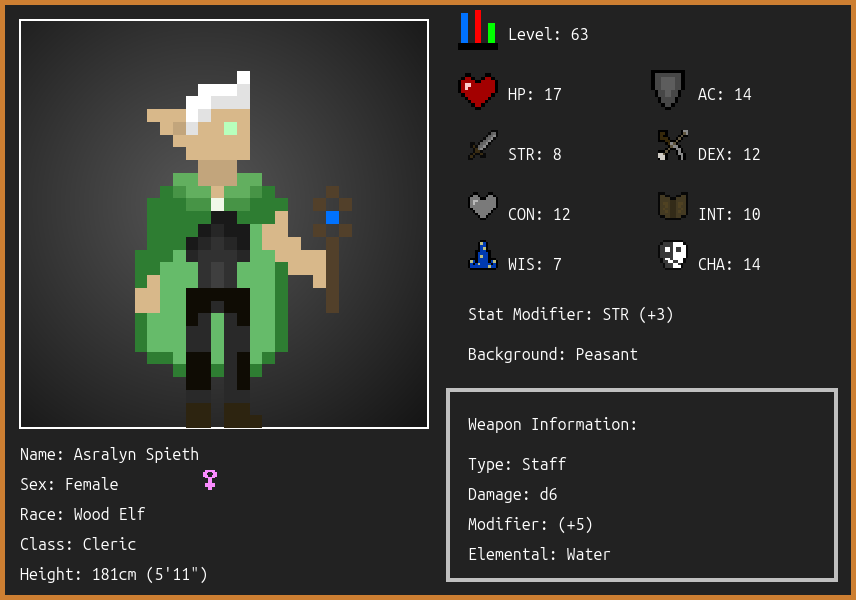 Level: 63
HP: 17
AC: 14
STR: 8
DEX: 12
CON: 12
INT: 10
WIS: 7
CHA: 14
Stat Modifier: STR (+3)
Background: Peasant
Weapon Information:
Type: Staff
Damage: d6
Modifier: (+5)
Elemental: Water
Name: Asralyn Spieth
Sex: Female
Race: Wood Elf
Class: Cleric
Height: 181cm (5'11")